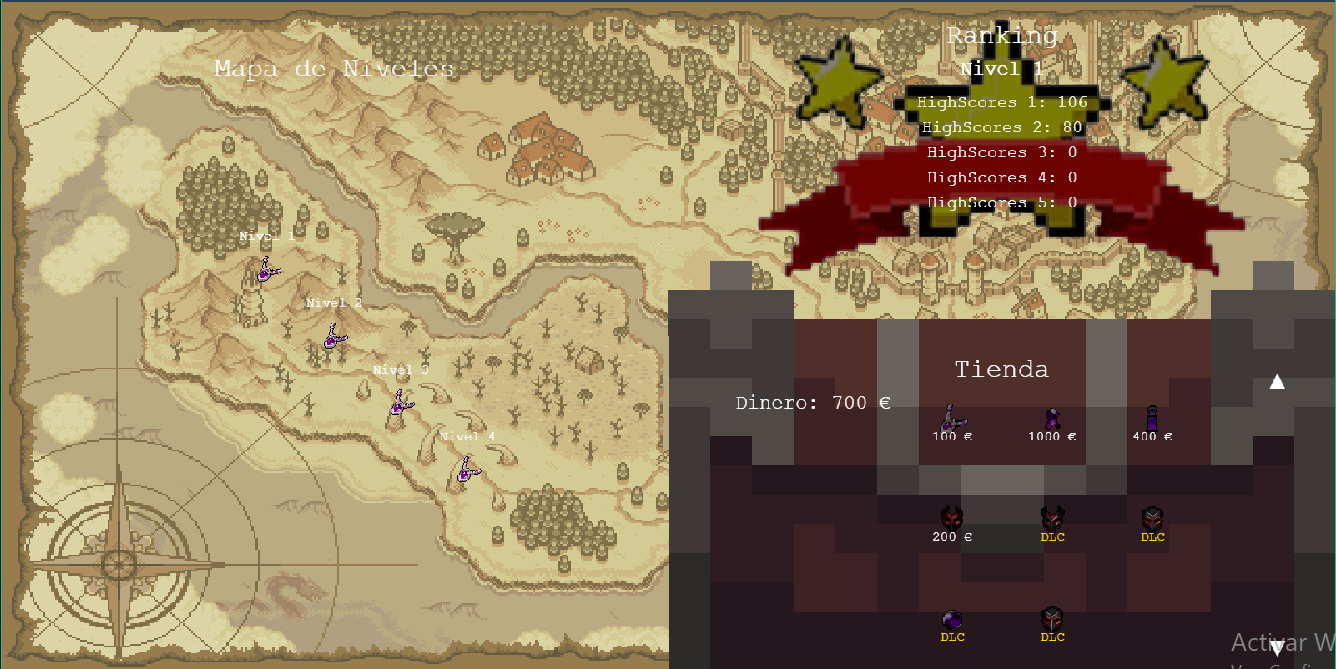 Mapa de Niveles
Nivel 1
Nivel 2
Nivel 3
Nivel 4
Ranking
Nivel 1
HighScores 1: 106
HighScores 2: 80
HighScores 3: 0
HighScores 4: 0
HighScores 5: 0
Tienda
Dinero: 700 €
100 € 1000 € 400 €
200 € DLC DLC
DLC DLC
Activar W